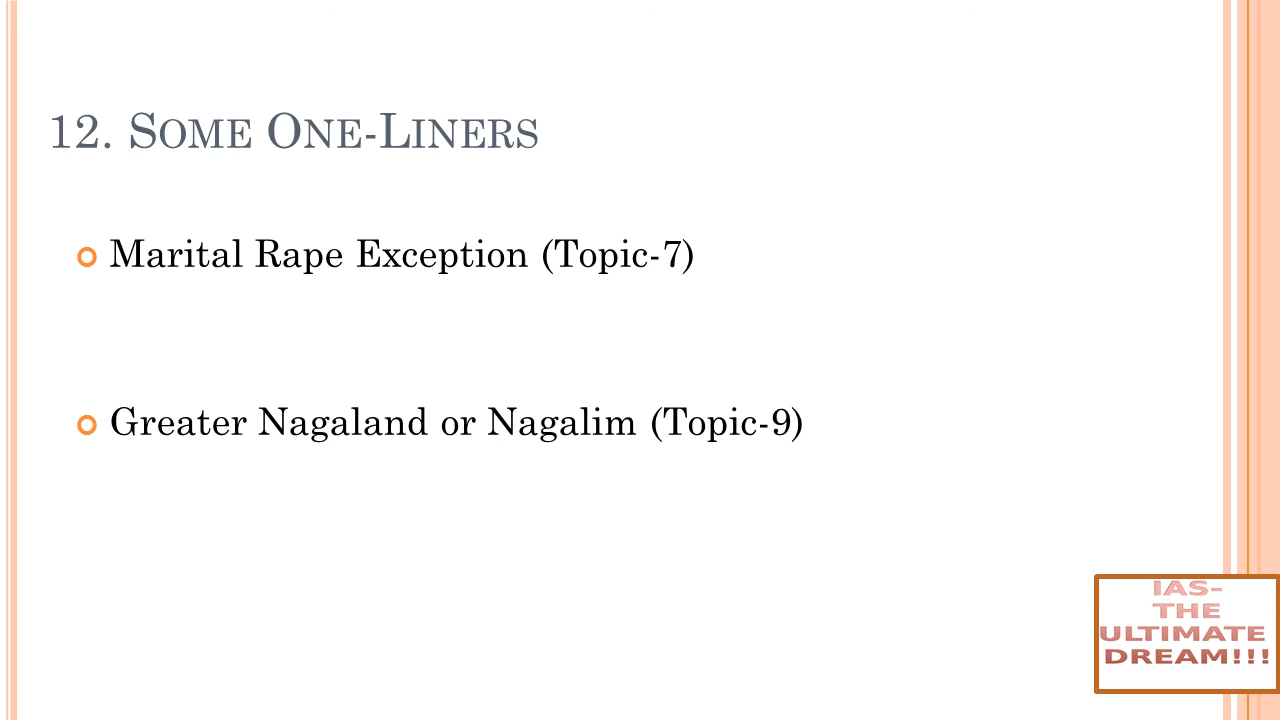 12. SOME ONE-LINERS
Marital Rape Exception (Topic-7)
Greater Nagaland or Nagalim (Topic-9)
IAS-
THE
ULTIMATE
DREAM!!!